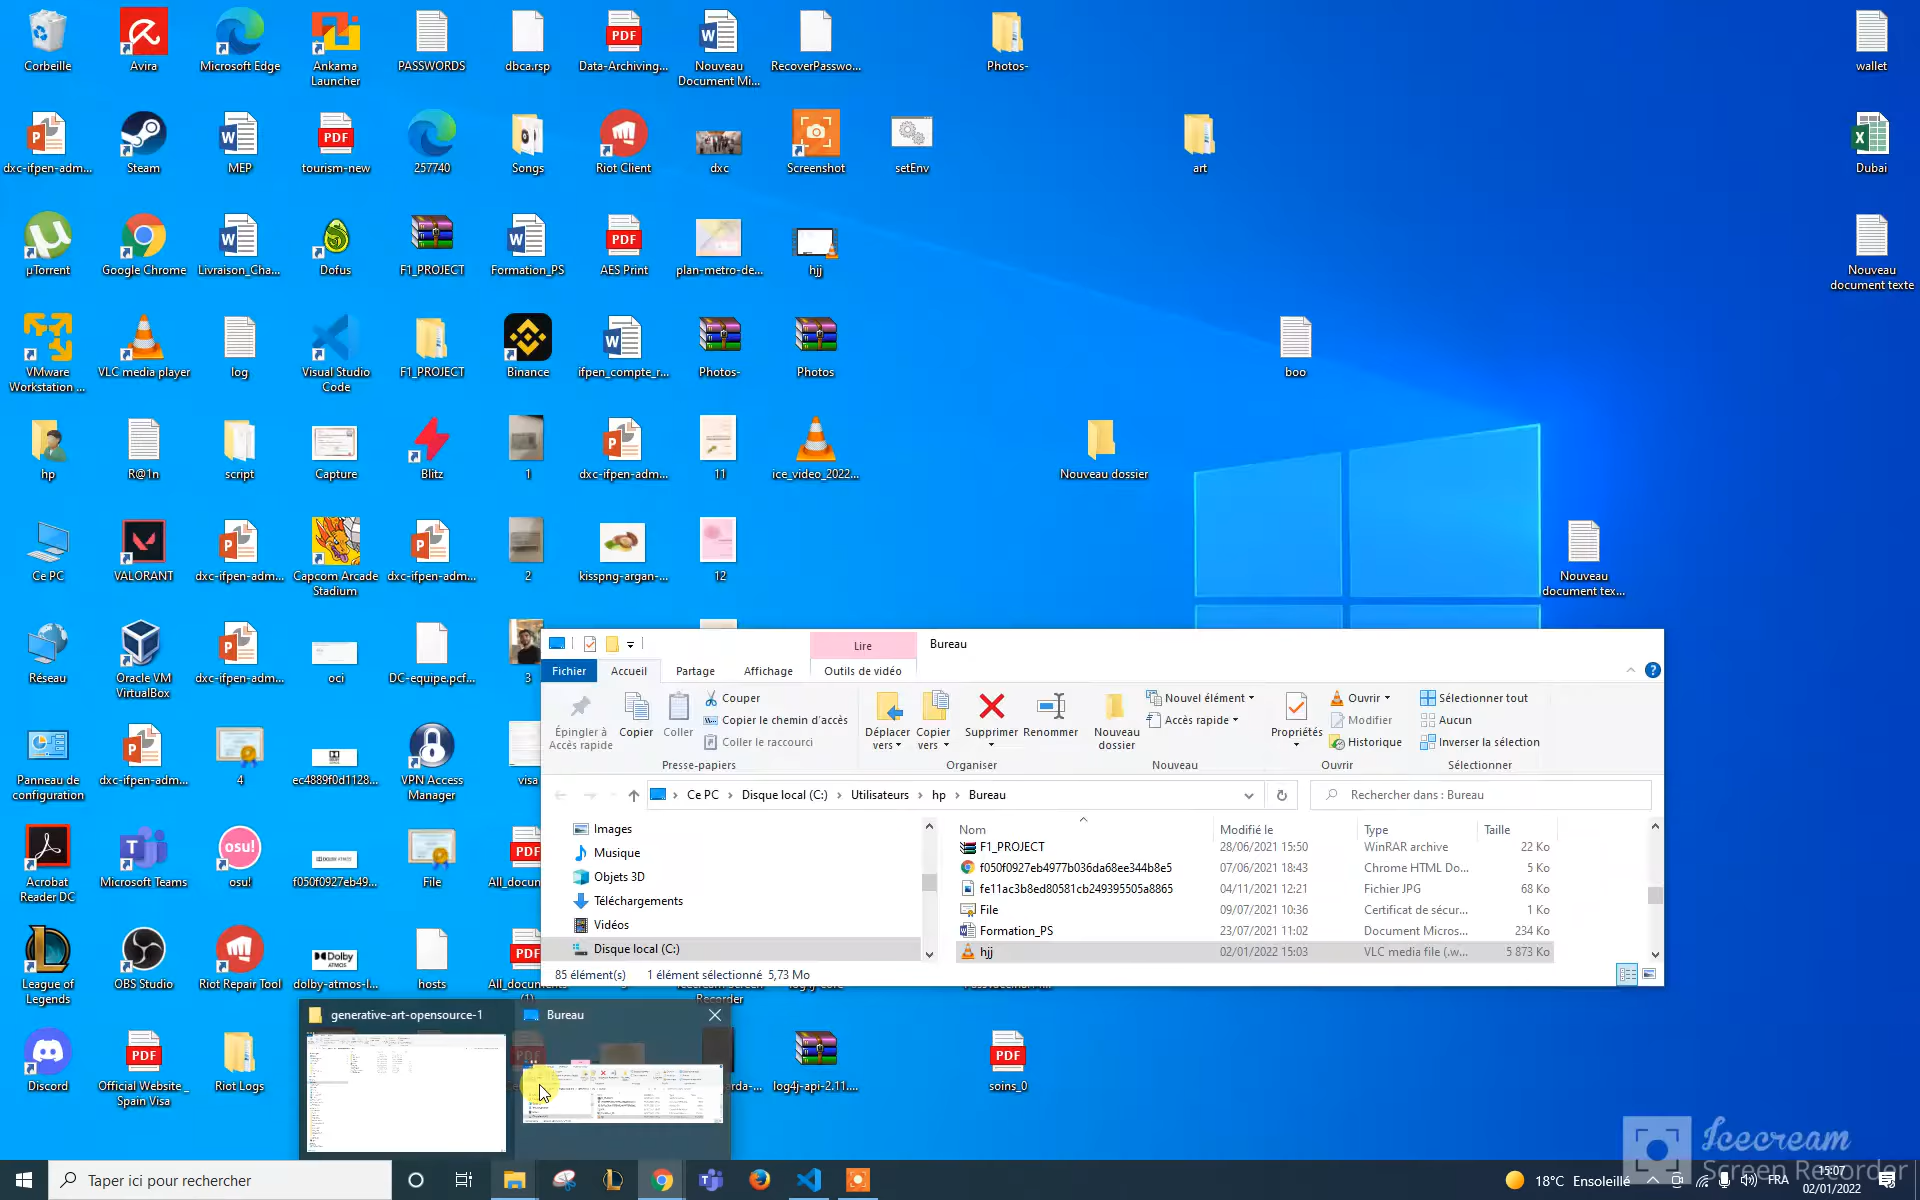 Corbeille
Avira
Microsoft Edge
Ankama
Launcher
PASSWORDS
dbca.rsp
Data-Archiving...
Nouveau
Document Mi...
RecoverPasswo...
Photos-
wallet
dxc-ifpen-adm...
Steam
MEP
tourism-new
257740
Songs
Riot Client
dxc
Screenshot
setEnv
art
Dubai
µTorrent
Google Chrome
Livraison_Cha...
Dofus
F1_PROJECT
Formation_PS
AES Print
plan-metro-de...
hjj
Nouveau
document texte
VMware
Workstation ...
VLC media player
log
Visual Studio
Code
F1_PROJECT
Binance
ifpen_compte_r...
Photos-
Photos
boo
hp
R@1n
script
Capture
Blitz
1
dxc-ifpen-adm...
11
ice_video_2022...
Nouveau dossier
Ce PC
VALORANT
dxc-ifpen-adm...
Capcom Arcade
Stadium
dxc-ifpen-adm...
2
kisspng-argan-...
12
Nouveau
document tex...
Réseau
Oracle VM
VirtualBox
dxc-ifpen-adm...
oci
DC-equipe.pcf...
3
Panneau de
configuration
dxc-ifpen-adm...
4
ec4889f0d1128...
VPN Access
Manager
visa
Acrobat
Reader DC
Microsoft Teams
osu!
f050f0927eb49...
File
All_docum
League of
Legends
OBS Studio
Riot Repair Tool
dolby-atmos-l...
hosts
All_documents
(1)
Recorder
Discord
Official Website _
Spain Visa
Riot Logs
log4j-api-2.11....
soins_0
Lire
Bureau
Fichier
Accueil
Partage
Affichage
Outils de vidéo
Épingler à
Accès rapide
Copier
Coller
Couper
Copier le chemin d'accès
Coller le raccourci
Presse-papiers
Déplacer
vers
Copier
vers
Supprimer
Renommer
Organiser
Nouveau
dossier
Nouvel élément
Accès rapide
Nouveau
Propriétés
Ouvrir
Modifier
Historique
Ouvrir
Sélectionner tout
Aucun
Inverser la sélection
Sélectionner
Ce PC > Disque local (C:) > Utilisateurs > hp > Bureau
Rechercher dans : Bureau
Images
Musique
Objets 3D
Téléchargements
Vidéos
Disque local (C:)
Nom Modifié le Type Taille
F1_PROJECT 28/06/2021 15:50 WinRAR archive 22 Ko
f050f0927eb4977b036da68ee344b8e5 07/06/2021 18:43 Chrome HTML Do... 5 Ko
fe11ac3b8ed80581cb249395505a8865 04/11/2021 12:21 Fichier JPG 68 Ko
File 09/07/2021 10:36 Certificat de sécur... 1 Ko
Formation_PS 23/07/2021 11:02 Document Micros... 234 Ko
hjj 02/01/2022 15:03 VLC media file (.w... 5 873 Ko
85 élément(s) 1 élément sélectionné 5,73 Mo
generative-art-opensource-1
Bureau
Taper ici pour rechercher
18°C Ensoleillé
FRA
15:07
02/01/2022
Icecream
Screen Recorder